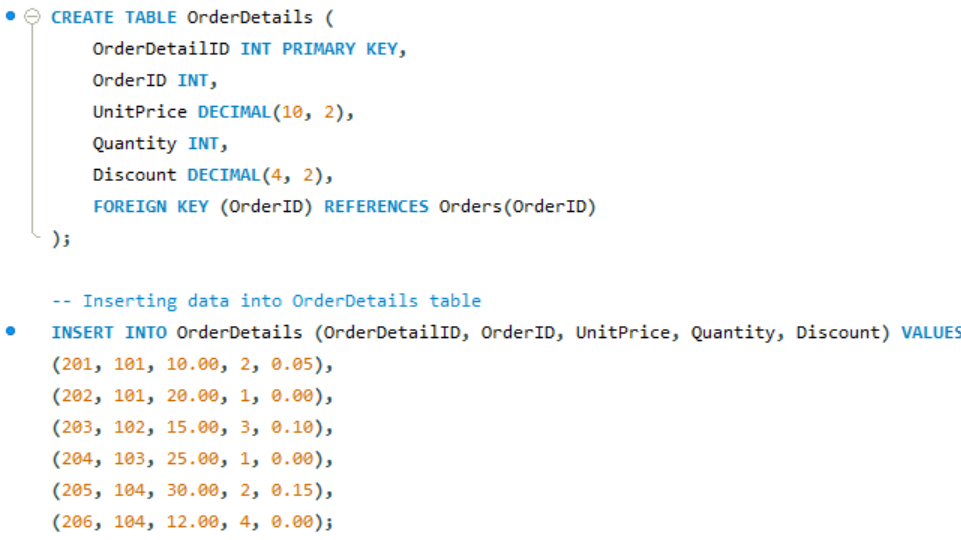 CREATE TABLE OrderDetails (
OrderDetailID INT PRIMARY KEY,
OrderID INT,
UnitPrice DECIMAL(10, 2),
Quantity INT,
Discount DECIMAL(4, 2),
FOREIGN KEY (OrderID) REFERENCES Orders(OrderID)
);
-- Inserting data into OrderDetails table
INSERT INTO OrderDetails (OrderDetailID, OrderID, UnitPrice, Quantity, Discount) VALUES
(201, 101, 10.00, 2, 0.05),
(202, 101, 20.00, 1, 0.00),
(203, 102, 15.00, 3, 0.10),
(204, 103, 25.00, 1, 0.00),
(205, 104, 30.00, 2, 0.15),
(206, 104, 12.00, 4, 0.00);